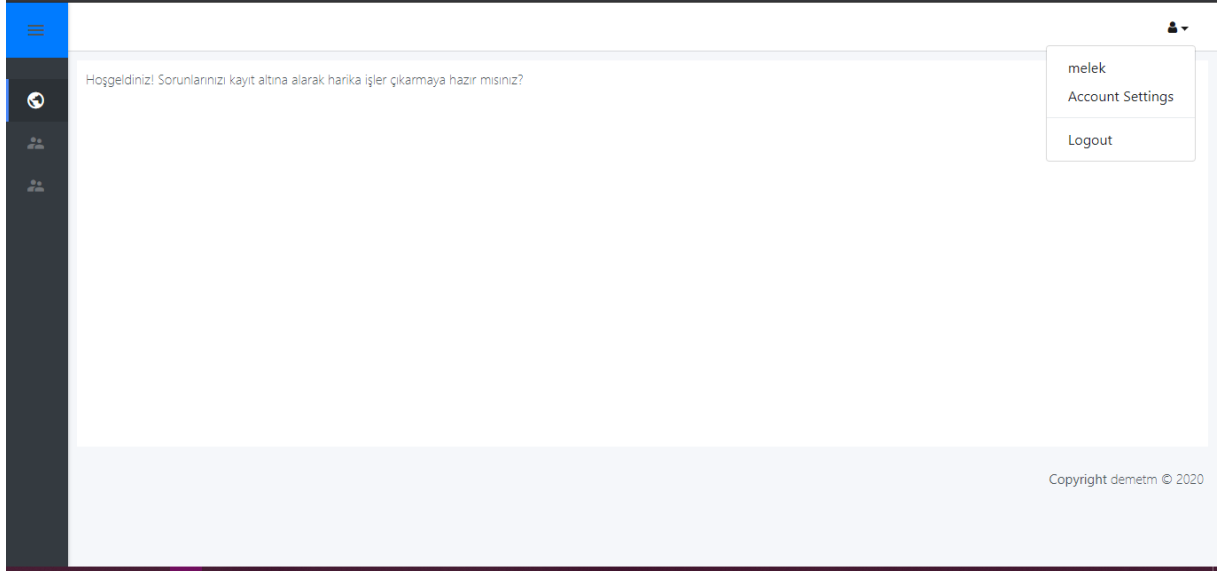 Hoşgeldiniz! Sorunlarınızı kayıt altına alarak harika işler çıkarmaya hazır mısınız?
melek
Account Settings
Logout
Copyright demetm © 2020